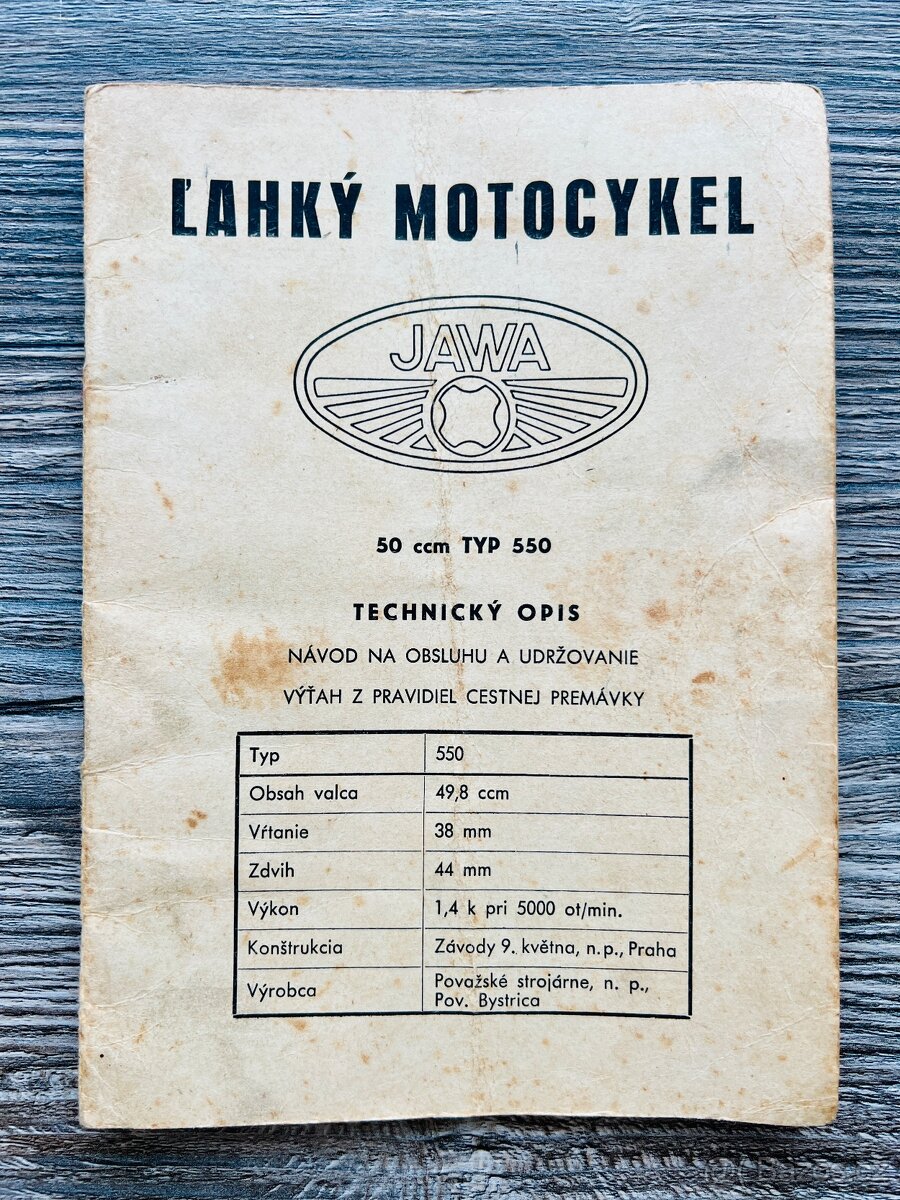 ĽAHKÝ MOTOCYKEL
JAWA
50 ccm TYP 550
TECHNICKÝ OPIS
NÁVOD NA OBSLUHU A UDRŽOVANIE
VÝŤAH Z PRAVIDIEL CESTNEJ PREMÁVKY
Typ 550
Obsah valca 49,8 ccm
Vŕtanie 38 mm
Zdvih 44 mm
Výkon 1,4 k pri 5000 ot/min.
Konštrukcia Závody 9. května, n. p., Praha
Výrobca Považské strojárne, n. p.,
Pov. Bystrica